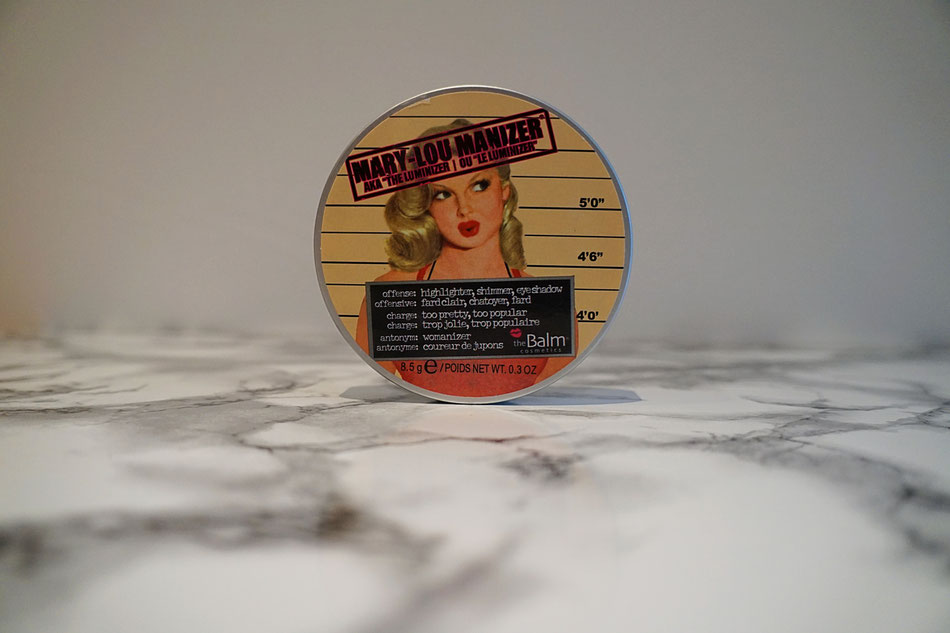 MARY-LOU MANIZER
AKA "THE LUMINIZER | OU "LE LUMINIZER"
5'0"
4'6"
4'0'
offense: highlighter, shimmer, eyeshadow
offensive: fard clair, chatoyer, fard
charge: too pretty, too popular
charge: trop jolie, trop populaire
antonym: womanizer
antonyme: coureur de jupons
theBalm
cosmetics
8.5 g e / POIDS NET WT. 0.3 OZ